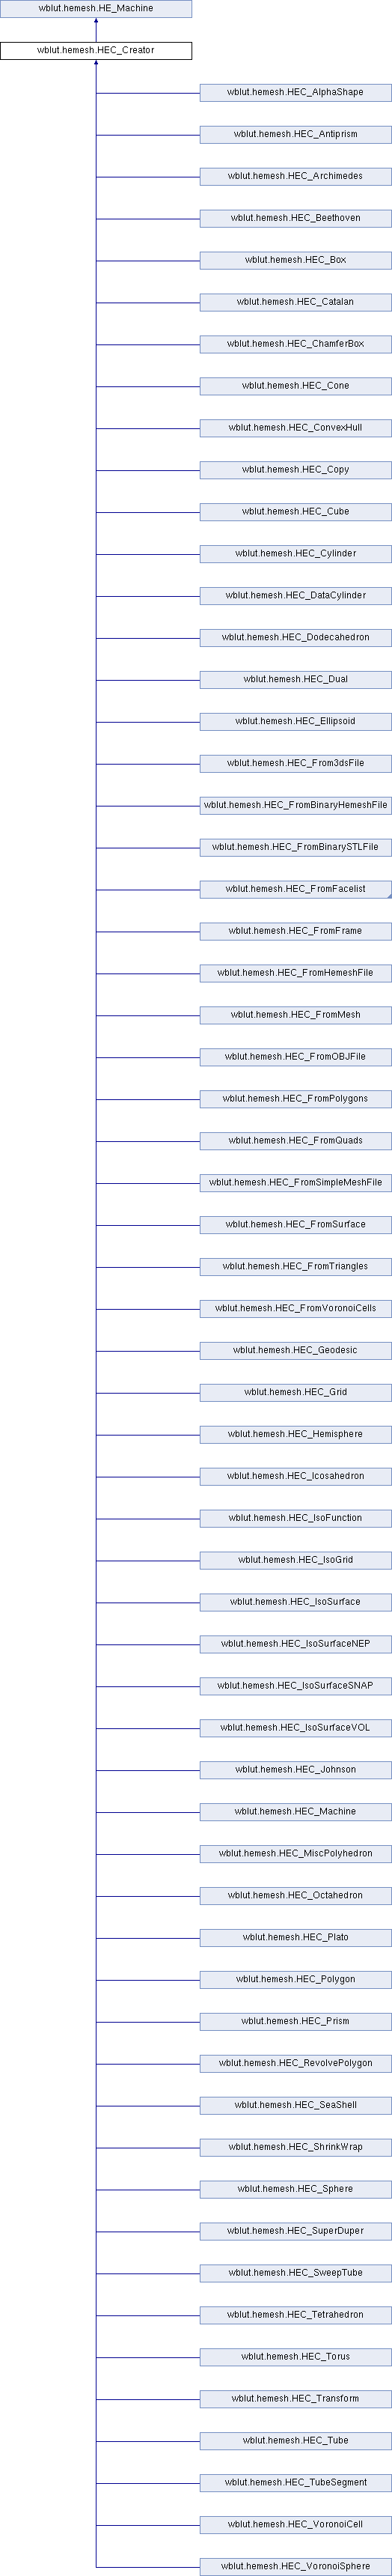 wblut.hemesh.HE_Machine
wblut.hemesh.HEC_Creator
wblut.hemesh.HEC_AlphaShape
wblut.hemesh.HEC_Antiprism
wblut.hemesh.HEC_Archimedes
wblut.hemesh.HEC_Beethoven
wblut.hemesh.HEC_Box
wblut.hemesh.HEC_Catalan
wblut.hemesh.HEC_ChamferBox
wblut.hemesh.HEC_Cone
wblut.hemesh.HEC_ConvexHull
wblut.hemesh.HEC_Copy
wblut.hemesh.HEC_Cube
wblut.hemesh.HEC_Cylinder
wblut.hemesh.HEC_DataCylinder
wblut.hemesh.HEC_Dodecahedron
wblut.hemesh.HEC_Dual
wblut.hemesh.HEC_Ellipsoid
wblut.hemesh.HEC_From3dsFile
wblut.hemesh.HEC_FromBinaryHemeshFile
wblut.hemesh.HEC_FromBinarySTLFile
wblut.hemesh.HEC_FromFacelist
wblut.hemesh.HEC_FromFrame
wblut.hemesh.HEC_FromHemeshFile
wblut.hemesh.HEC_FromMesh
wblut.hemesh.HEC_FromOBJFile
wblut.hemesh.HEC_FromPolygons
wblut.hemesh.HEC_FromQuads
wblut.hemesh.HEC_FromSimpleMeshFile
wblut.hemesh.HEC_FromSurface
wblut.hemesh.HEC_FromTriangles
wblut.hemesh.HEC_FromVoronoiCells
wblut.hemesh.HEC_Geodesic
wblut.hemesh.HEC_Grid
wblut.hemesh.HEC_Hemisphere
wblut.hemesh.HEC_Icosahedron
wblut.hemesh.HEC_IsoFunction
wblut.hemesh.HEC_IsoGrid
wblut.hemesh.HEC_IsoSurface
wblut.hemesh.HEC_IsoSurfaceNEP
wblut.hemesh.HEC_IsoSurfaceSNAP
wblut.hemesh.HEC_IsoSurfaceVOL
wblut.hemesh.HEC_Johnson
wblut.hemesh.HEC_Machine
wblut.hemesh.HEC_MiscPolyhedron
wblut.hemesh.HEC_Octahedron
wblut.hemesh.HEC_Plato
wblut.hemesh.HEC_Polygon
wblut.hemesh.HEC_Prism
wblut.hemesh.HEC_RevolvePolygon
wblut.hemesh.HEC_SeaShell
wblut.hemesh.HEC_ShrinkWrap
wblut.hemesh.HEC_Sphere
wblut.hemesh.HEC_SuperDuper
wblut.hemesh.HEC_SweepTube
wblut.hemesh.HEC_Tetrahedron
wblut.hemesh.HEC_Torus
wblut.hemesh.HEC_Transform
wblut.hemesh.HEC_Tube
wblut.hemesh.HEC_TubeSegment
wblut.hemesh.HEC_VoronoiCell
wblut.hemesh.HEC_VoronoiSphere